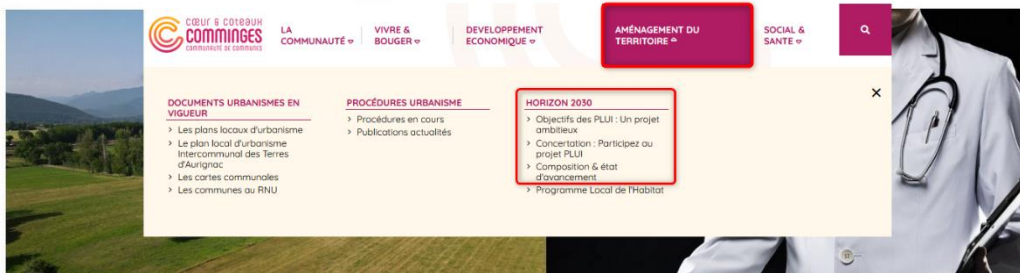 cœur & coteaux
COMMINGES
COMMUNAUTÉ DE COMMUNES
LA
COMMUNAUTÉ
VIVRE &
BOUGER
DEVELOPPEMENT
ECONOMIQUE
AMÉNAGEMENT DU
TERRITOIRE
SOCIAL &
SANTE
DOCUMENTS URBANISMES EN
VIGUEUR
> Les plans locaux d'urbanisme
> Le plan local d'urbanisme
Intercommunal des Terres
d'Aurignac
> Les cartes communales
> Les communes au RNU
PROCÉDURES URBANISME
> Procédures en cours
> Publications actualités
HORIZON 2030
> Objectifs des PLUI : Un projet
ambitieux
> Concertation : Participez au
projet PLUI
> Composition & état
d'avancement
> Programme Local de l'Habitat